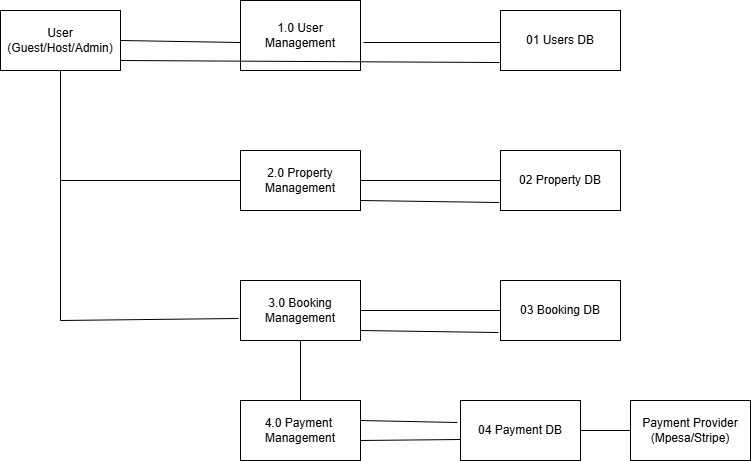 User
(Guest/Host/Admin)
1.0 User
Management
01 Users DB
2.0 Property
Management
02 Property DB
3.0 Booking
Management
03 Booking DB
4.0 Payment
Management
04 Payment DB
Payment Provider
(Mpesa/Stripe)